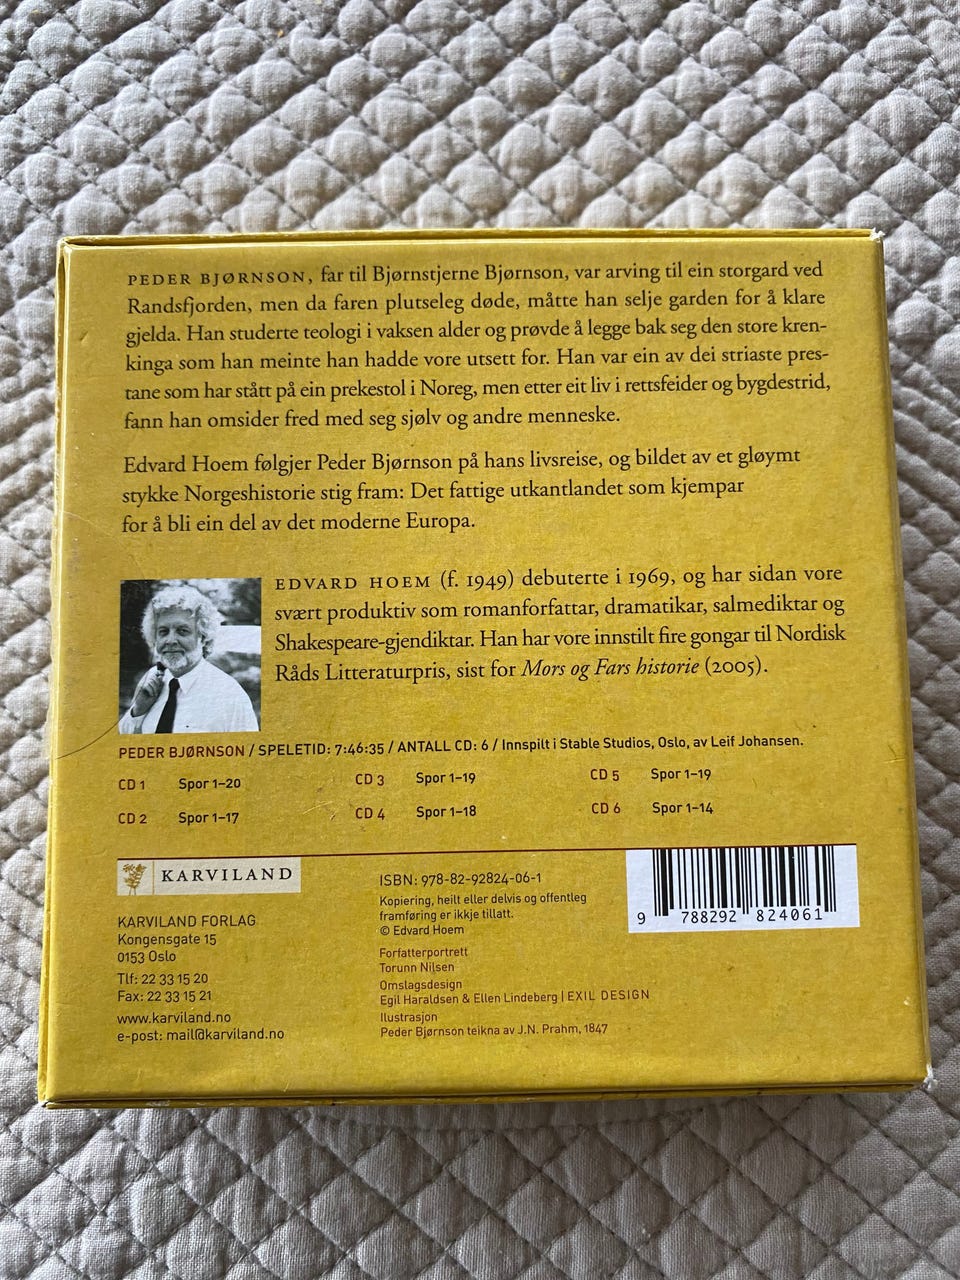 PEDER BJØRNSON, far til Bjørnstjerne Bjørnson, var arving til ein storgard ved
Randsfjorden, men da faren plutseleg døde, måtte han selje garden for å klare
gjelda. Han studerte teologi i vaksen alder og prøvde å legge bak seg den store kren-
kinga som han meinte han hadde vore utsett for. Han var ein av dei striaste pres-
tane som har stått på ein prekestol i Noreg, men etter eit liv i rettsfeider og bygdestrid,
fann han omsider fred med seg sjølv og andre menneske.
Edvard Hoem følgjer Peder Bjørnson på hans livsreise, og bildet av et gløymt
stykke Norgeshistorie stig fram: Det fattige utkantlandet som kjempar
for å bli ein del av det moderne Europa.
EDVARD HOEM (f. 1949) debuterte i 1969, og har sidan vore
svært produktiv som romanforfattar, dramatikar, salmediktar og
Shakespeare-gjendiktar. Han har vore innstilt fire gongar til Nordisk
Råds Litteraturpris, sist for Mors og Fars historie (2005).
PEDER BJØRNSON / SPELETID: 7:46:35 / ANTALL CD: 6 / Innspilt i Stable Studios, Oslo, av Leif Johansen.
CD 1 Spor 1–20 CD 3 Spor 1–19 CD 5 Spor 1–19
CD 2 Spor 1–17 CD 4 Spor 1–18 CD 6 Spor 1–14
KARVILAND
KARVILAND FORLAG
Kongensgate 15
0153 Oslo
Tlf: 22 33 15 20
Fax: 22 33 15 21
www.karviland.no
e-post: mail@karviland.no
ISBN: 978-82-92824-06-1
Kopiering, heilt eller delvis og offentleg
framføring er ikkje tillatt.
© Edvard Hoem
Forfatterportrett
Torunn Nilsen
Omslagsdesign
Egil Haraldsen & Ellen Lindeberg | EXIL DESIGN
Ilustrasjon
Peder Bjørnson teikna av J.N. Prahm, 1847
9 788292 824061